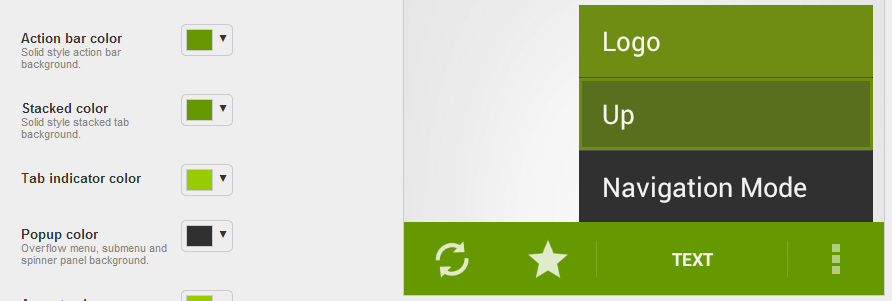 Action bar color
Solid style action bar
background.
Stacked color
Solid style stacked tab
background.
Tab indicator color
Popup color
Overflow menu, submenu and
spinner panel background.
Logo
Up
Navigation Mode
TEXT